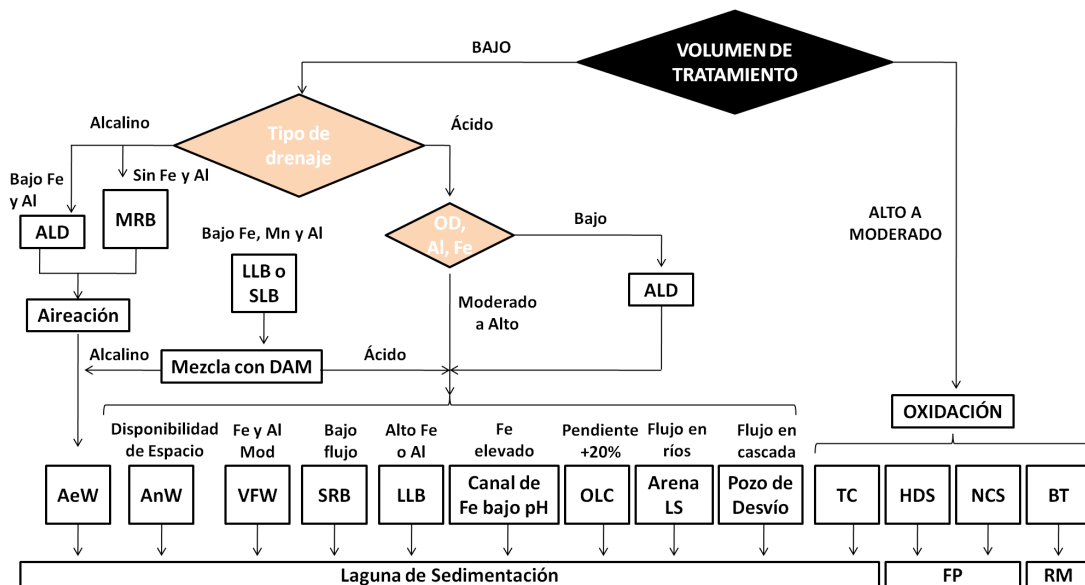 BAJO
VOLUMEN DE
TRATAMIENTO
Alcalino
Tipo de
drenaje
Ácido
Bajo Fe
y Al
Sin Fe y Al
ALD
MRB
Bajo Fe, Mn y Al
OD,
Al, Fe
Bajo
ALTO A
MODERADO
LLB o
SLB
ALD
Aireación
Moderado
a Alto
Alcalino
Mezcla con DAM
Ácido
OXIDACIÓN
Disponibilidad
de Espacio
Fe y Al
Mod
Bajo
flujo
Alto Fe
o Al
Fe
elevado
Pendiente
+20%
Flujo en
ríos
Flujo en
cascada
AeW
AnW
VFW
SRB
LLB
Canal de
Fe bajo pH
OLC
Arena
LS
Pozo de
Desvío
TC
HDS
NCS
BT
Laguna de Sedimentación
FP
RM